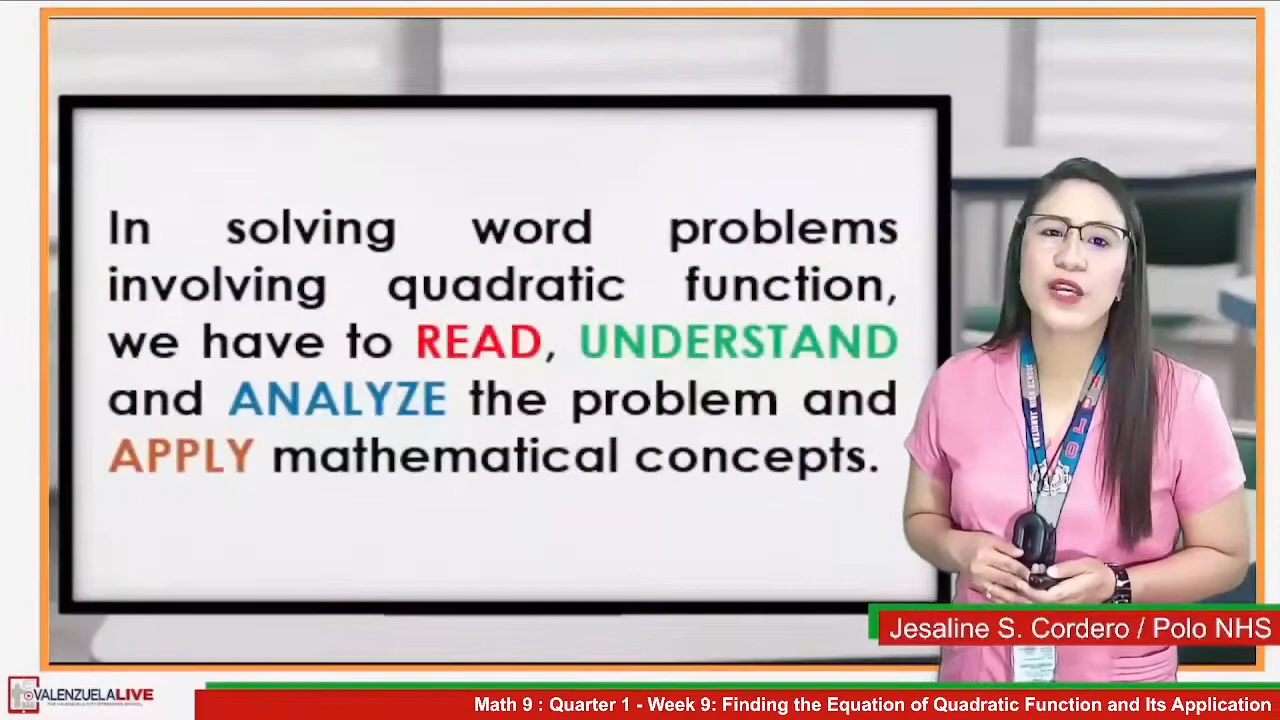 In solving word problems
involving quadratic function,
we have to READ, UNDERSTAND
and ANALYZE the problem and
APPLY mathematical concepts.
Jesaline S. Cordero / Polo NHS
VALENZUELALIVE
Math 9 : Quarter 1 - Week 9: Finding the Equation of Quadratic Function and Its Application